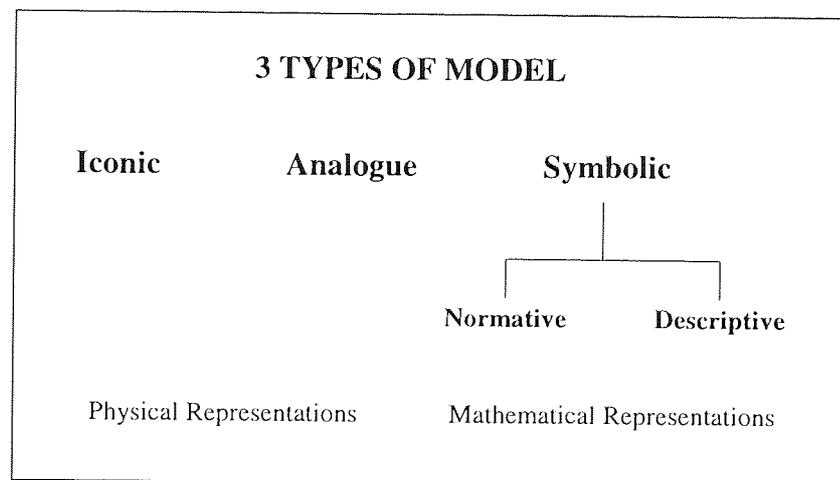 3 TYPES OF MODEL
Iconic Analogue Symbolic
Normative Descriptive
Physical Representations Mathematical Representations